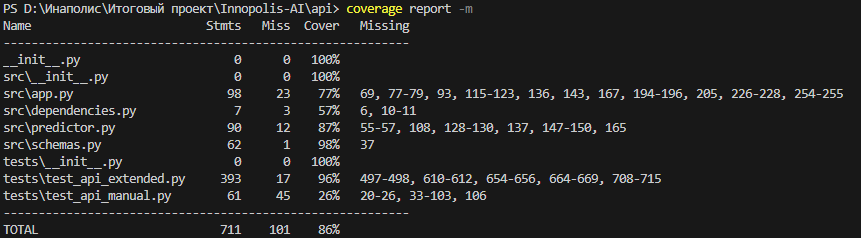 PS D:\Инаполис\Итоговый проект\Innopolis-AI\api> coverage report -m
Name                         Stmts   Miss  Cover   Missing
----------------------------------------------------------
__init__.py                      0      0   100%
src\__init__.py                  0      0   100%
src\app.py                      98     23    77%   69, 77-79, 93, 115-123, 136, 143, 167, 194-196, 205, 226-228, 254-255
src\dependencies.py              7      3    57%   6, 10-11
src\predictor.py                90     12    87%   55-57, 108, 128-130, 137, 147-150, 165
src\schemas.py                  62      1    98%   37
tests\__init__.py                0      0   100%
tests\test_api_extended.py     393     17    96%   497-498, 610-612, 654-656, 664-669, 708-715
tests\test_api_manual.py        61     45    26%   20-26, 33-103, 106
----------------------------------------------------------
TOTAL                          711    101    86%